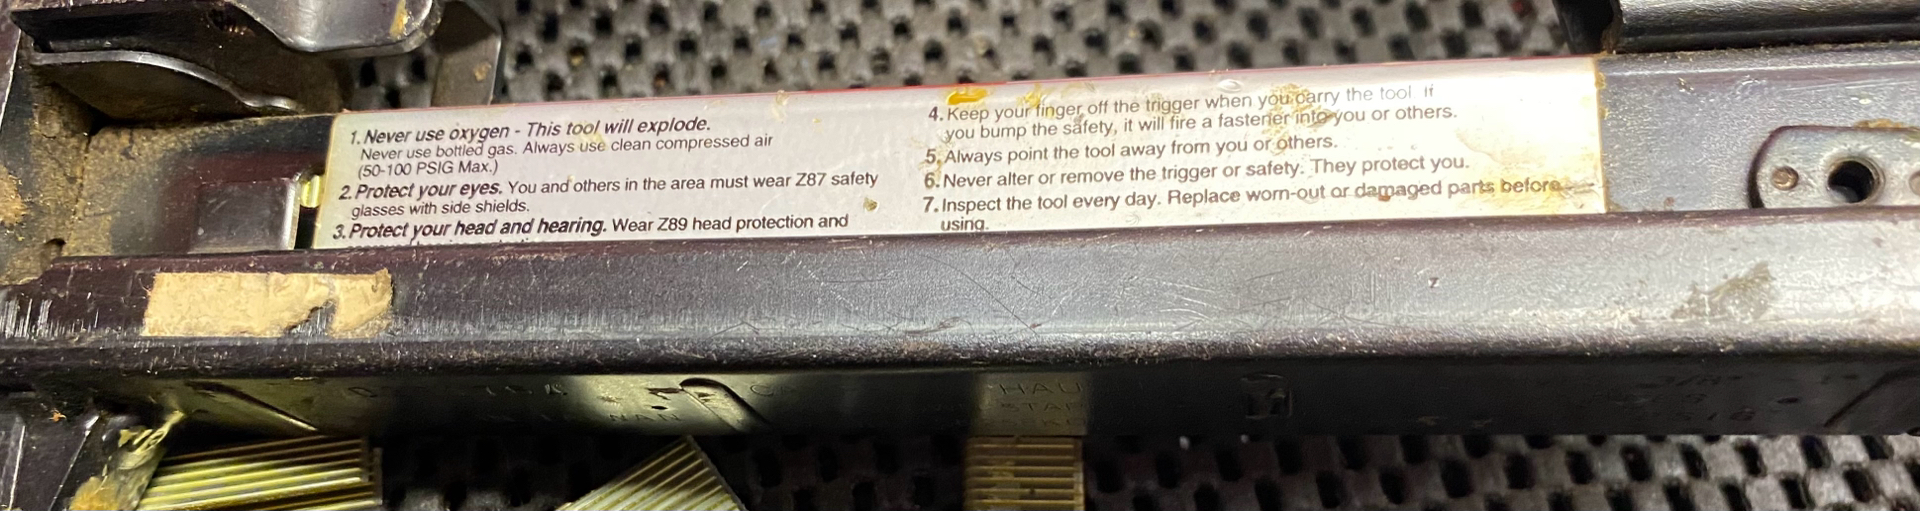 1. Never use oxygen - This tool will explode.
Never use bottled gas. Always use clean compressed air
(50-100 PSIG Max.)
2. Protect your eyes. You and others in the area must wear Z87 safety
glasses with side shields.
3. Protect your head and hearing. Wear Z89 head protection and
4. Keep your finger off the trigger when you carry the tool If
you bump the safety, it will fire a fastener into you or others.
5. Always point the tool away from you or others.
6. Never alter or remove the trigger or safety. They protect you.
7. Inspect the tool every day. Replace worn-out or damaged parts before
using.